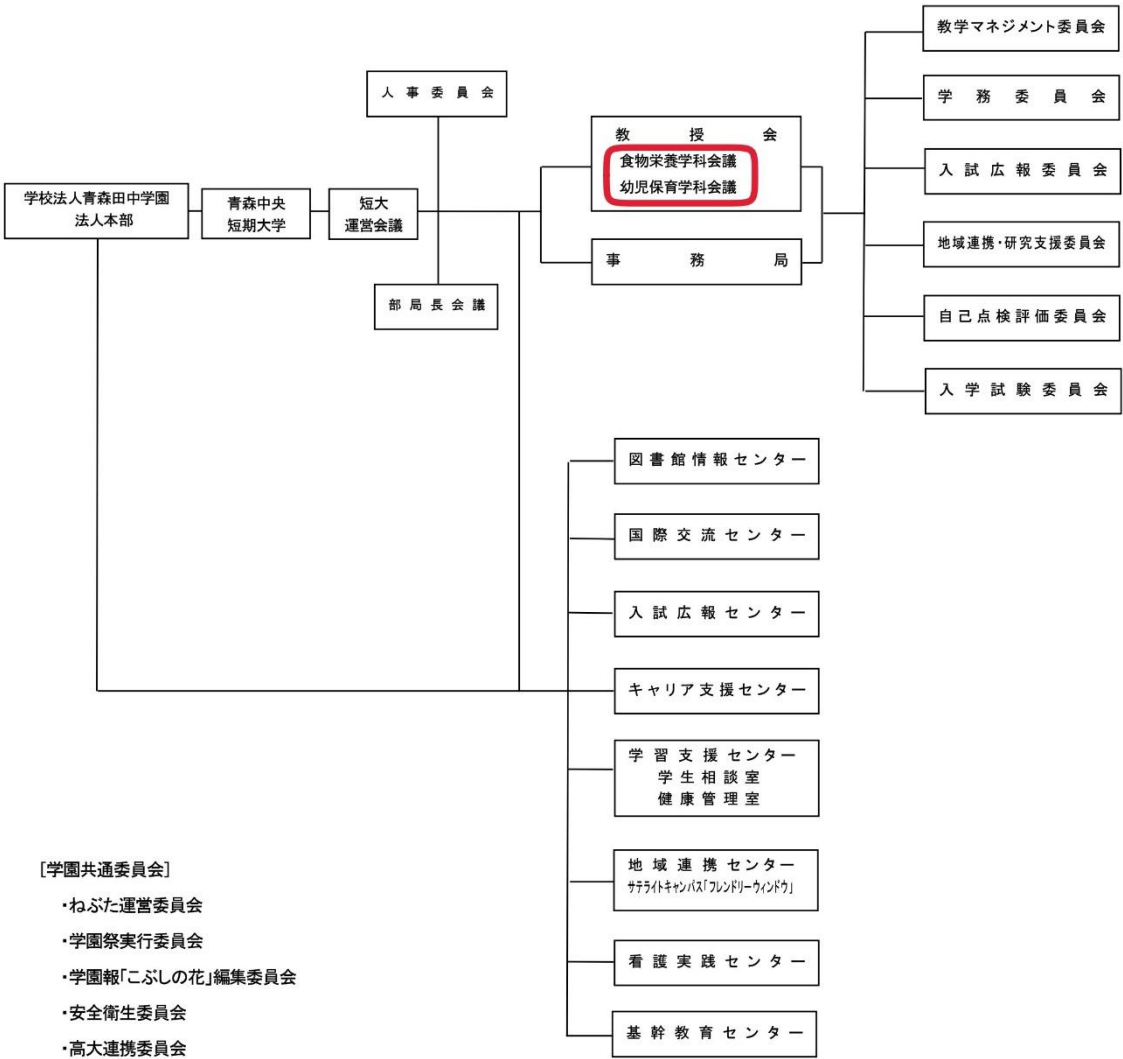 教学マネジメント委員会
人事委員会
学務委員会
教授会
食物栄養学科会議
幼児保育学科会議
入試広報委員会
学校法人青森田中学園
法人本部
青森中央
短期大学
短大
運営会議
地域連携・研究支援委員会
事務局
部局長会議
自己点検評価委員会
入学試験委員会
図書館情報センター
国際交流センター
入試広報センター
キャリア支援センター
学習支援センター
学生相談室
健康管理室
地域連携センター
サテライトキャンパス「フレンドリーウィンドウ」
看護実践センター
基幹教育センター
[学園共通委員会]
・ねぶた運営委員会
・学園祭実行委員会
・学園報「こぶしの花」編集委員会
・安全衛生委員会
・高大連携委員会